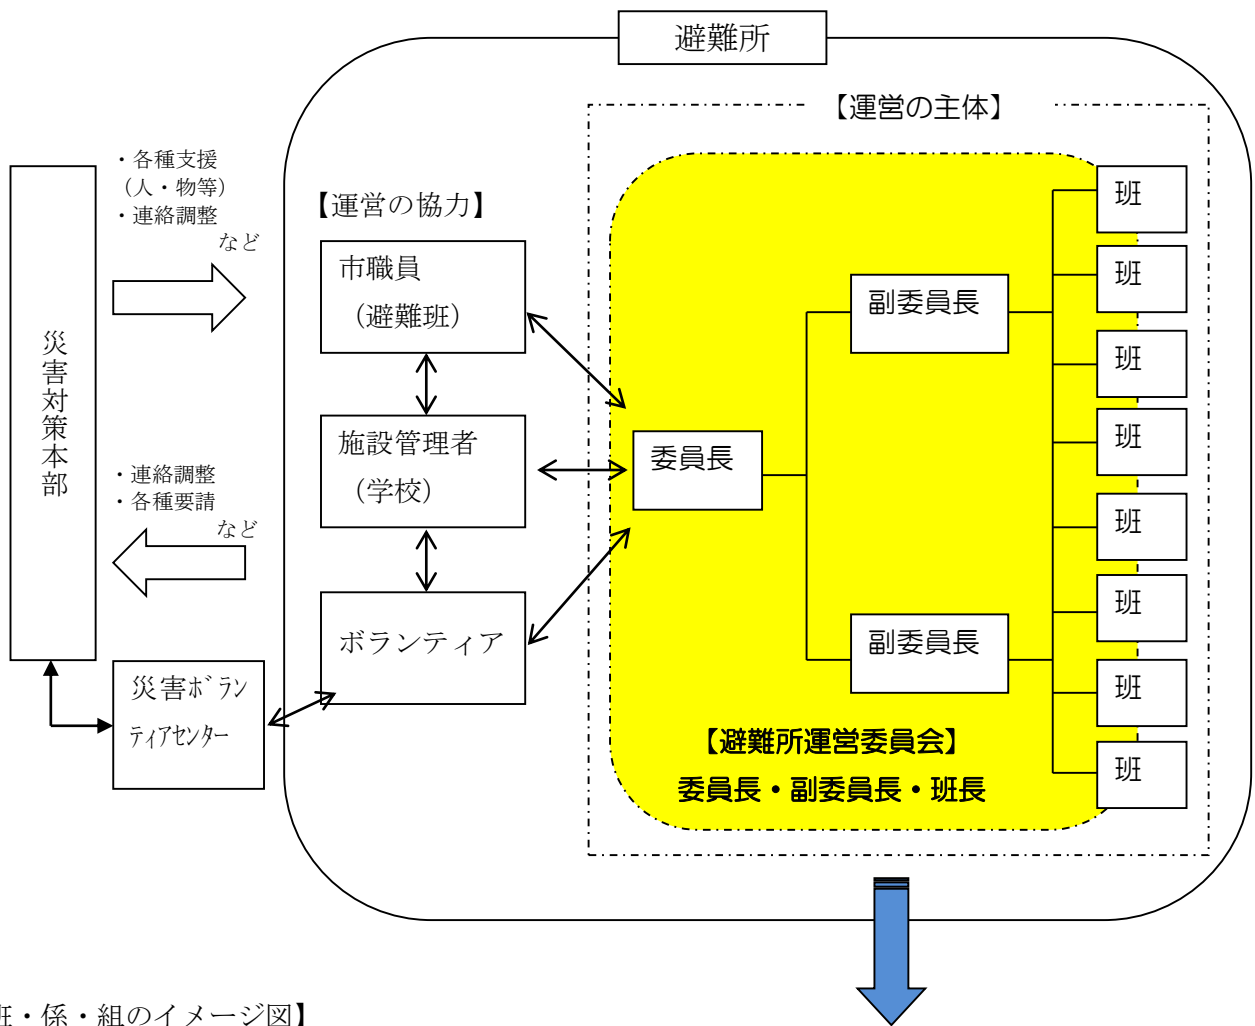 避難所
【運営の主体】
・各種支援
（人・物等）
・連絡調整
など
【運営の協力】
市職員
（避難班）
施設管理者
（学校）
ボランティア
災害対策本部
・連絡調整
・各種要請
など
災害ボラン
ティアセンター
委員長
副委員長
副委員長
班
班
班
班
班
班
班
班
【避難所運営委員会】
委員長・副委員長・班長
班・係・組のイメージ図】